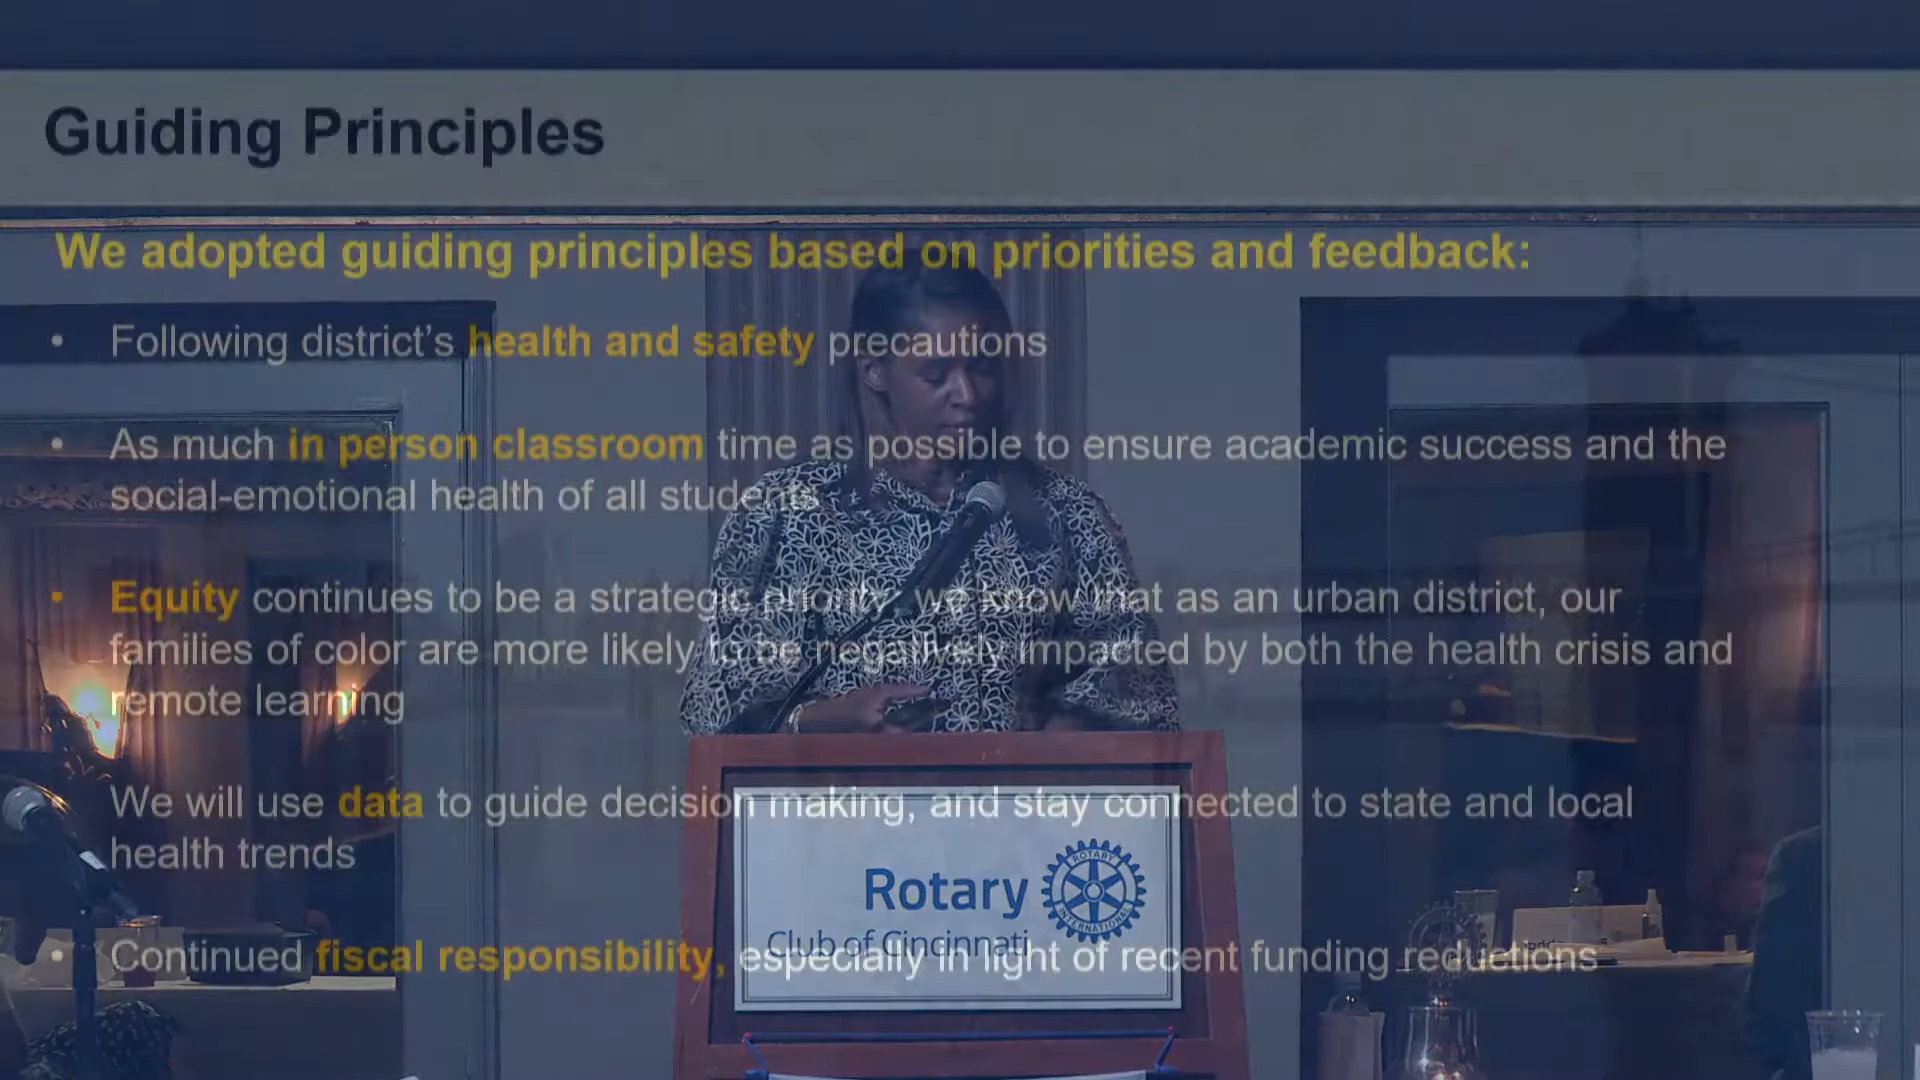 Guiding Principles
We adopted guiding principles based on priorities and feedback:
• Following district’s health and safety precautions
• As much in person classroom time as possible to ensure academic success and the
social-emotional health of all students
• Equity continues to be a strategic priority; we know that as an urban district, our
families of color are more likely to be negatively impacted by both the health crisis and
remote learning
We will use data to guide decision making, and stay connected to state and local
health trends
Rotary
ROTARY
INTERNATIONAL
Club of Cincinnati
• Continued fiscal responsibility, especially in light of recent funding reductions